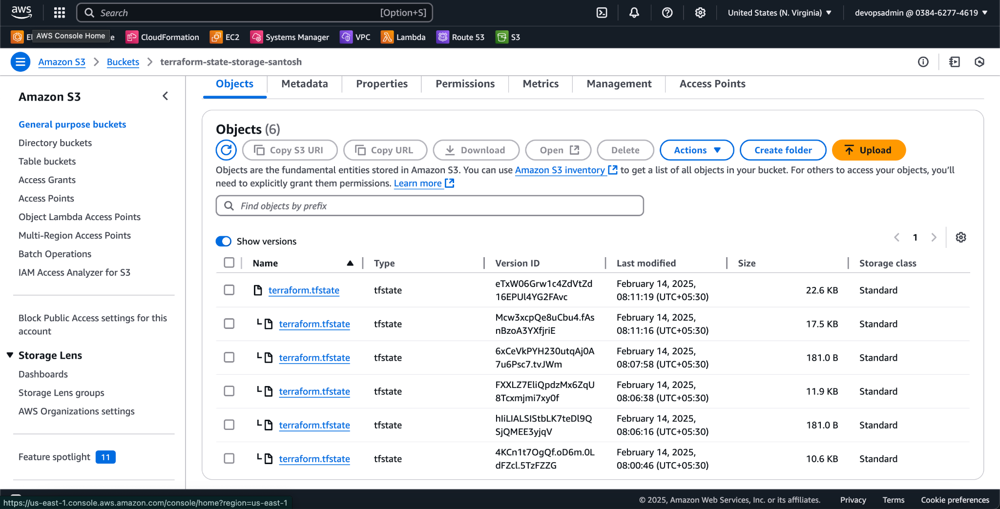 aws
Search [Option+S]
United States (N. Virginia) ▼
devopsadmin @ 0384-6277-4619 ▼
El
AWS Console Home
e
CloudFormation
EC2
Systems Manager
VPC
Lambda
Route 53
S3
Amazon S3 > Buckets > terraform-state-storage-santosh
Amazon S3
General purpose buckets
Directory buckets
Table buckets
Access Grants
Access Points
Object Lambda Access Points
Multi-Region Access Points
Batch Operations
IAM Access Analyzer for S3
Block Public Access settings for this
account
Storage Lens
Dashboards
Storage Lens groups
AWS Organizations settings
Feature spotlight 11
Objects Metadata Properties Permissions Metrics Management Access Points
Objects (6)
Copy S3 URI Copy URL Download Open Delete Actions ▼ Create folder Upload
Objects are the fundamental entities stored in Amazon S3. You can use Amazon S3 inventory to get a list of all objects in your bucket. For others to access your objects, you’ll
need to explicitly grant them permissions. Learn more
Find objects by prefix
Show versions
1
Name Type Version ID Last modified Size Storage class
terraform.tfstate tfstate eTxW06Grw1c4ZdVtZd February 14, 2025, 22.6 KB Standard
16EPUl4YG2FAvc 08:11:19 (UTC+05:30)
terraform.tfstate tfstate Mcw3xcpQe8uCbu4.fAs February 14, 2025, 17.5 KB Standard
nBzoA3YXfjriE 08:11:16 (UTC+05:30)
terraform.tfstate tfstate 6xCeVkPYH230utqAj0A February 14, 2025, 181.0 B Standard
7u6Psc7.tvJWm 08:07:58 (UTC+05:30)
terraform.tfstate tfstate FXXLZ7EliQpdzMx6ZqU February 14, 2025, 11.9 KB Standard
8Tcxmjmi7xy0f 08:06:38 (UTC+05:30)
terraform.tfstate tfstate hIiLIALSIStbLK7teDl9Q February 14, 2025, 181.0 B Standard
SjQMEE3yjqV 08:06:16 (UTC+05:30)
terraform.tfstate tfstate 4KCn1t7OgQf.oD6m.0L February 14, 2025, 10.6 KB Standard
dFZcl.5TzFZZG 08:00:46 (UTC+05:30)
https://us-east-1.console.aws.amazon.com/console/home?region=us-east-1
© 2025, Amazon Web Services, Inc. or its affiliates. Privacy Terms Cookie preferences